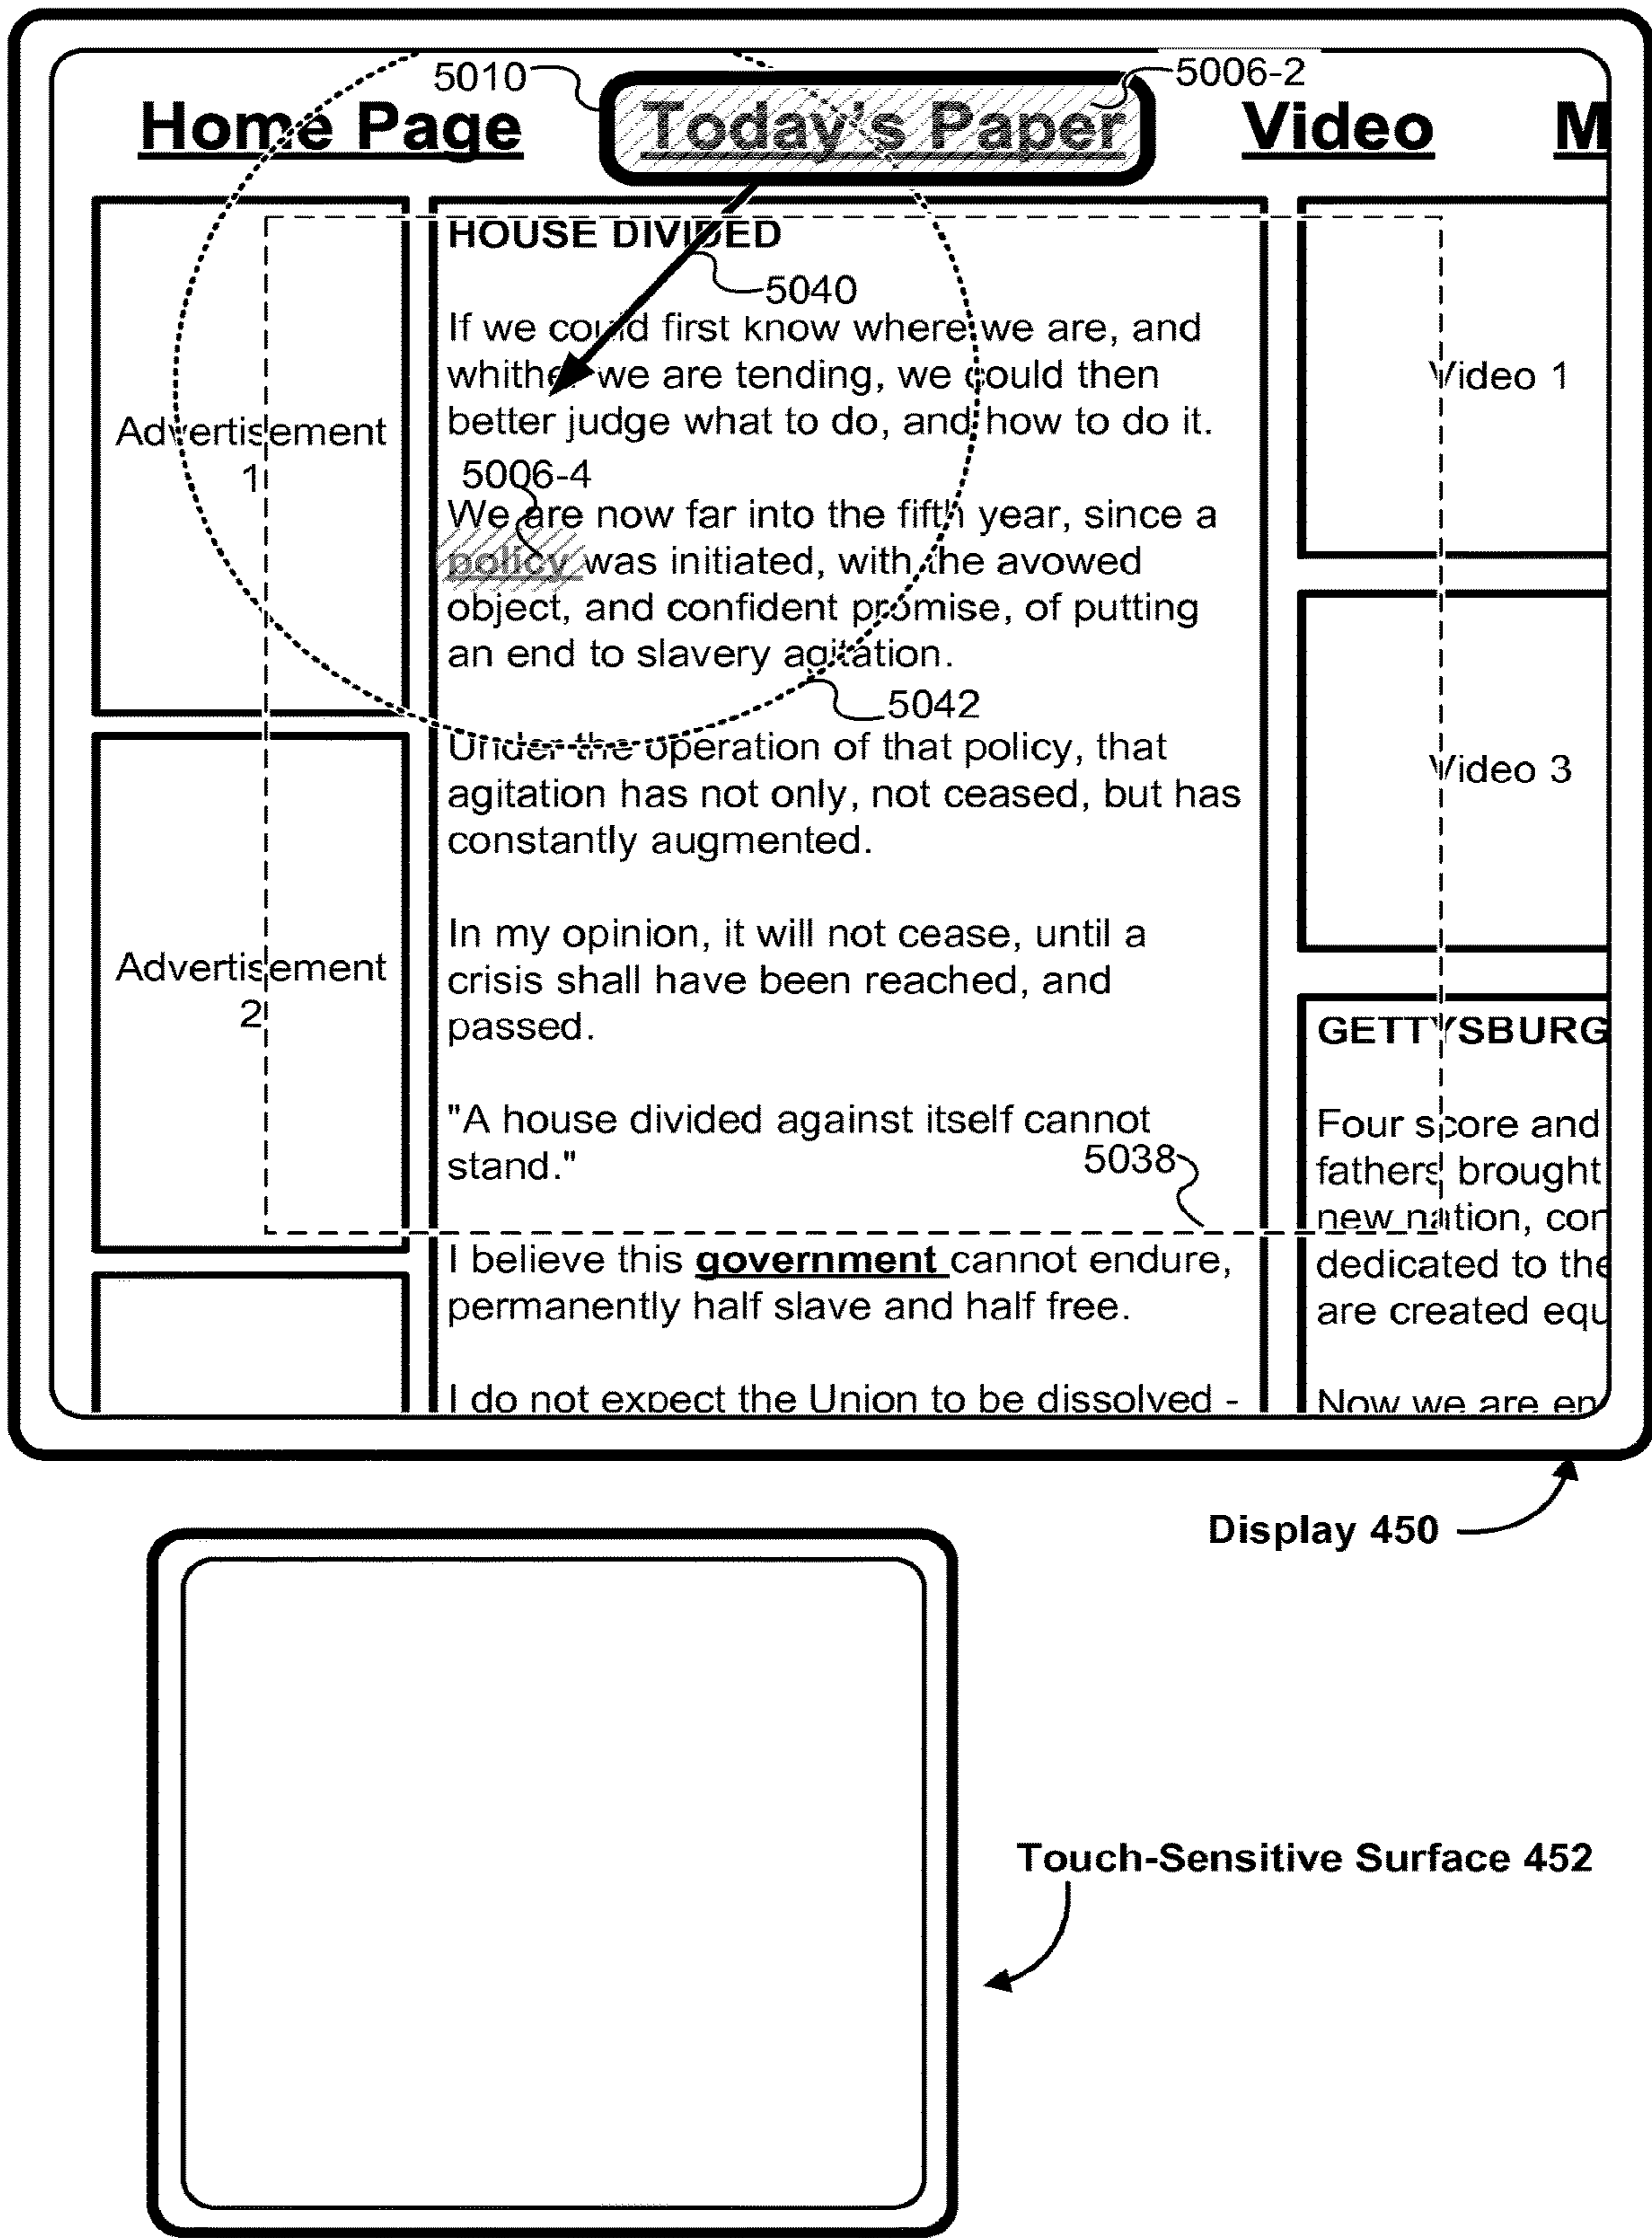 5010
5006-2
Home Page Today's Paper Video M
HOUSE DIVIDED
5040
If we could first know where we are, and
whither we are tending, we could then
better judge what to do, and how to do it.
5006-4
We are now far into the fifth year, since a
policy was initiated, with the avowed
object, and confident promise, of putting
an end to slavery agitation.
5042
Under the operation of that policy, that
agitation has not only, not ceased, but has
constantly augmented.
In my opinion, it will not cease, until a
crisis shall have been reached, and
passed.
"A house divided against itself cannot
stand."
5038
I believe this government cannot endure,
permanently half slave and half free.
I do not expect the Union to be dissolved -
Advertisement
1
Advertisement
2
Video 1
Video 3
GETTYSBURG
Four score and
fathers brought
new nation, con
dedicated to the
are created equ
Now we are en
Display 450
Touch-Sensitive Surface 452